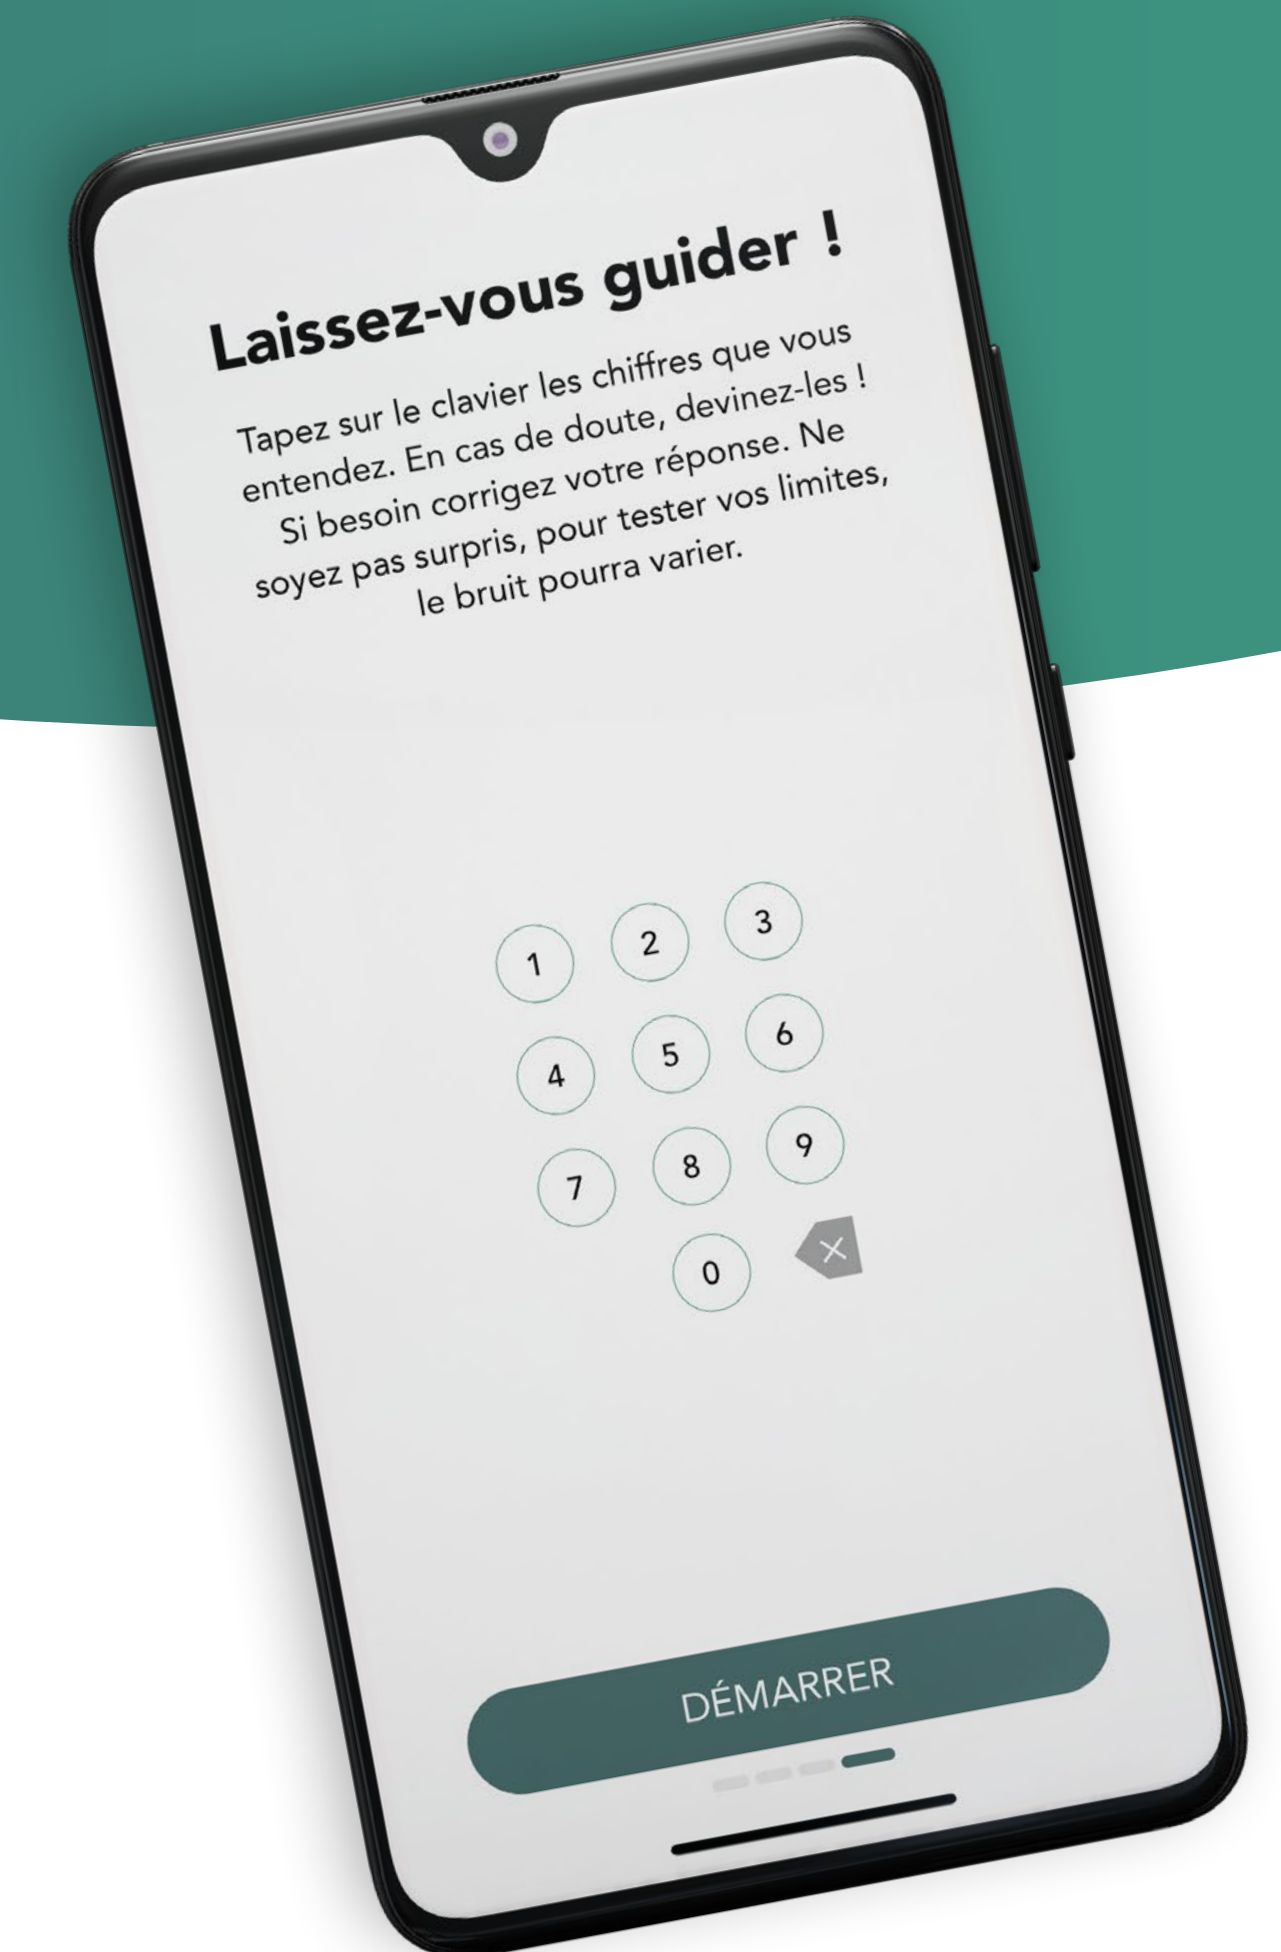 Laissez-vous guider !
Tapez sur le clavier les chiffres que vous
entendez. En cas de doute, devinez-les !
Si besoin corrigez votre réponse. Ne
soyez pas surpris, pour tester vos limites,
le bruit pourra varier.
1 2 3
4 5 6
7 8 9
0
DÉMARRER